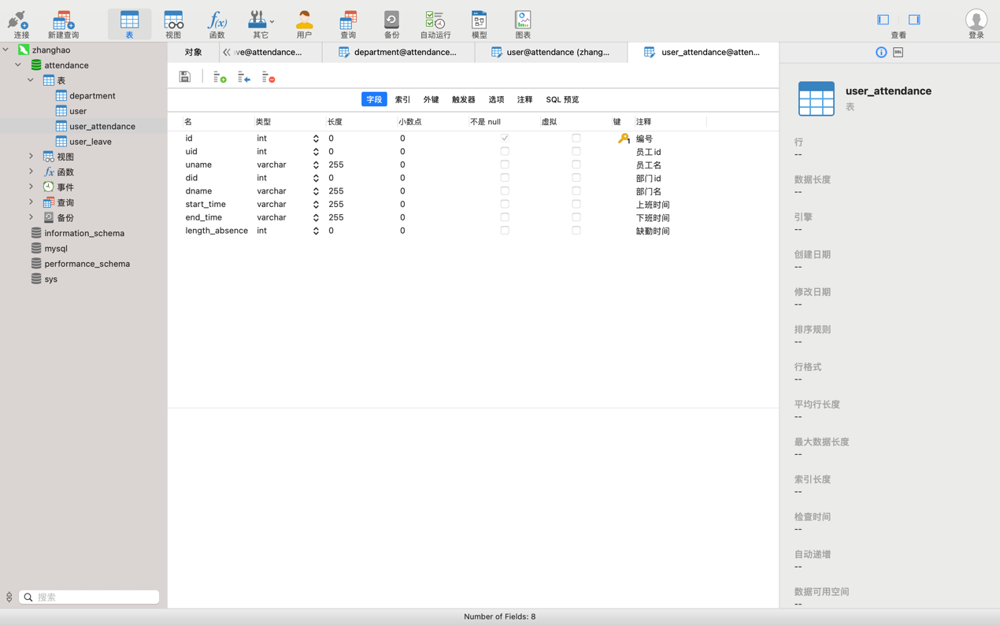 连接
新建查询
表
视图
函数
其它
用户
查询
备份
自动运行
模型
图表
查看
登录
zhanghao
attendance
表
department
user
user_attendance
user_leave
视图
函数
事件
查询
备份
information_schema
mysql
performance_schema
sys
搜索
对象
ve@attendance...
department@attendance...
user@attendance (zhang...
user_attendance@atten...
字段 索引 外键 触发器 选项 注释 SQL 预览
名 类型 长度 小数点 不是 null 虚拟 键 注释
id int 0 0 1 编号
uid int 0 0 员工id
uname varchar 255 0 员工名
did int 0 0 部门id
dname varchar 255 0 部门名
start_time varchar 255 0 上班时间
end_time varchar 255 0 下班时间
length_absence int 0 0 缺勤时间
DDL
user_attendance
表
行
--
数据长度
--
引擎
--
创建日期
--
修改日期
--
排序规则
--
行格式
--
平均行长度
--
最大数据长度
--
索引长度
--
检查时间
--
自动递增
--
数据可用空间
--
Number of Fields: 8